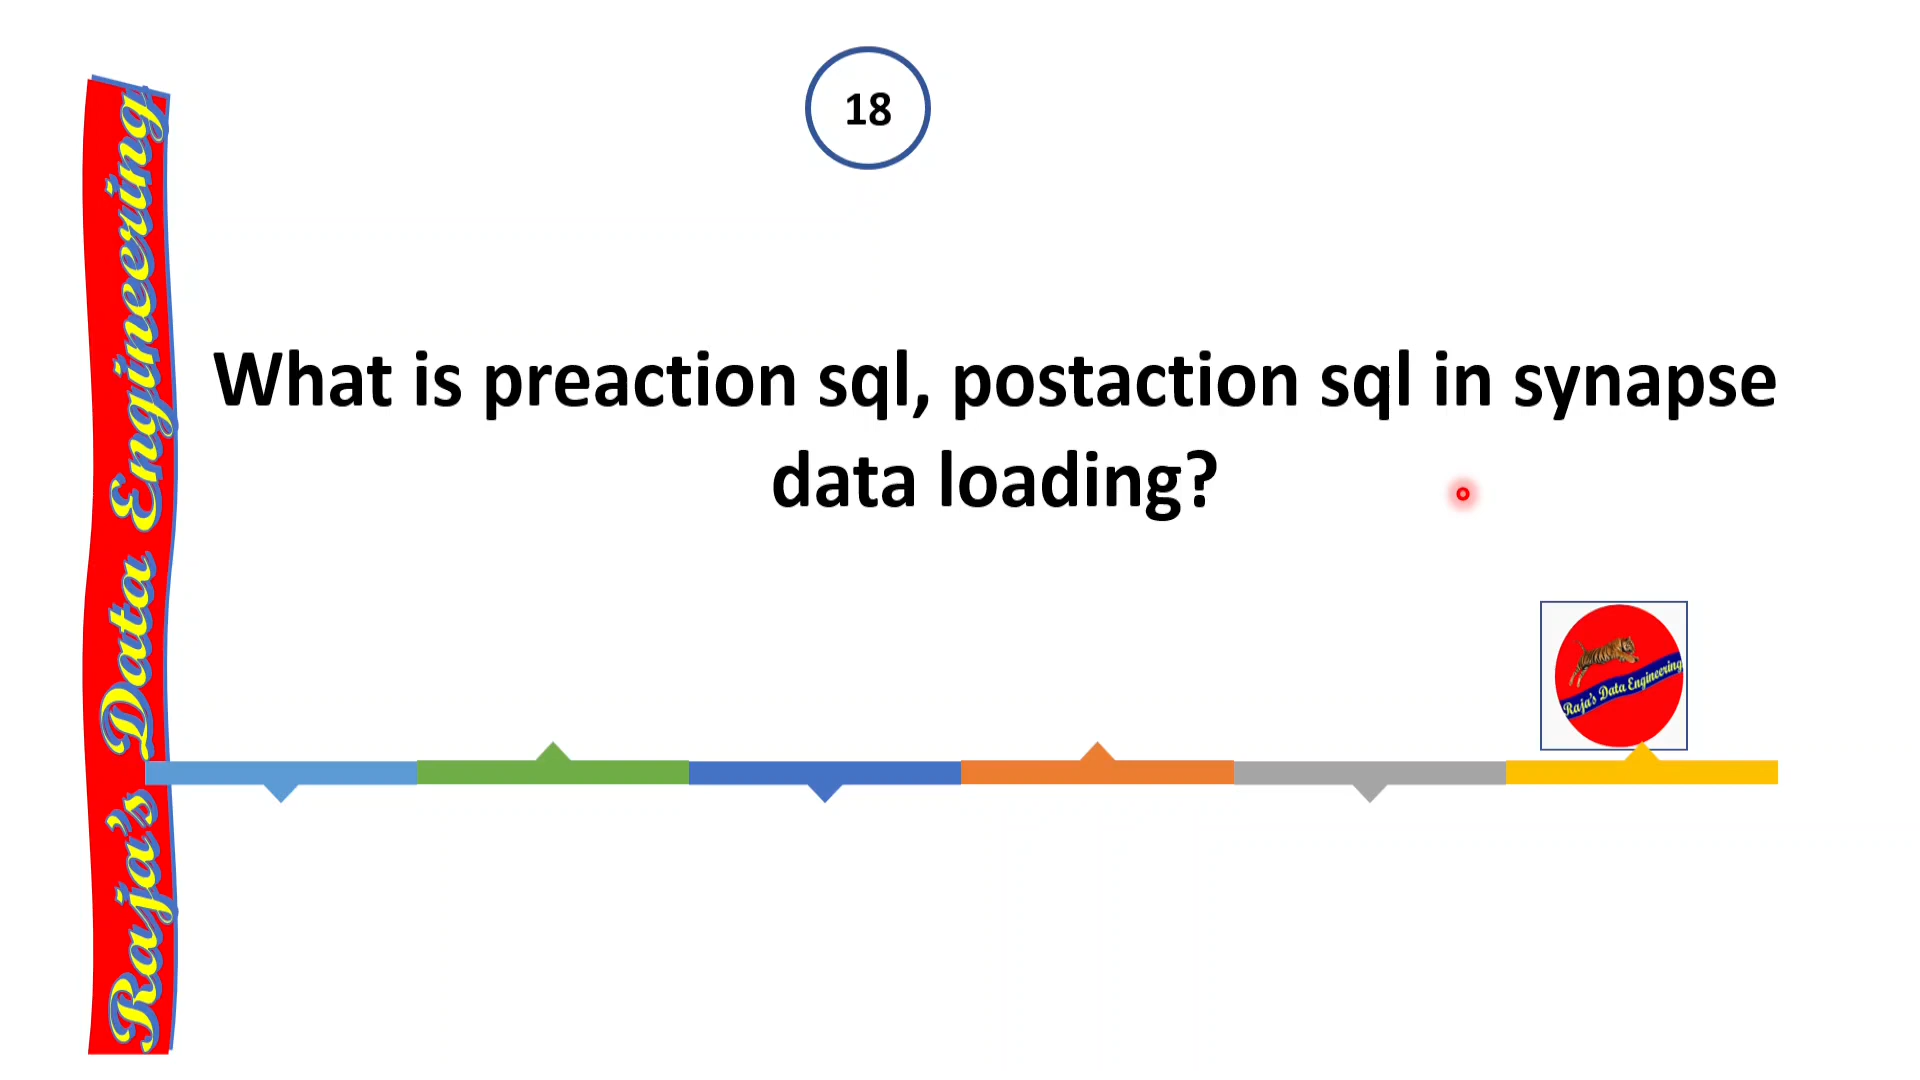 18
Raja's Data Engineering
What is preaction sql, postaction sql in synapse
data loading?
Raja's Data Engineering